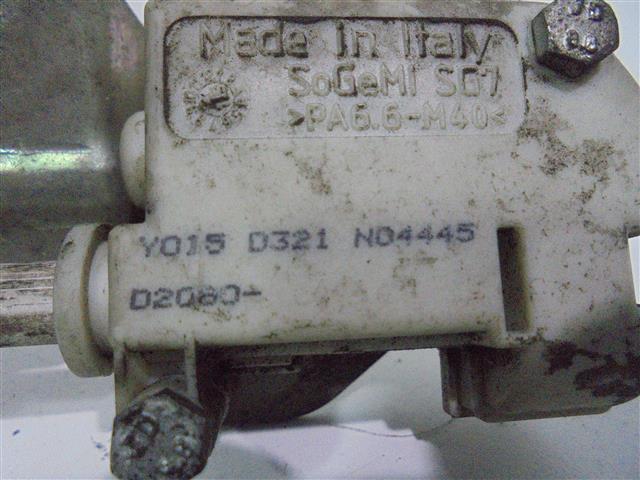 Made in Italy
SoGeMi SG7
>PA6.6-M40<
Y015 D321 N04445
D2080-